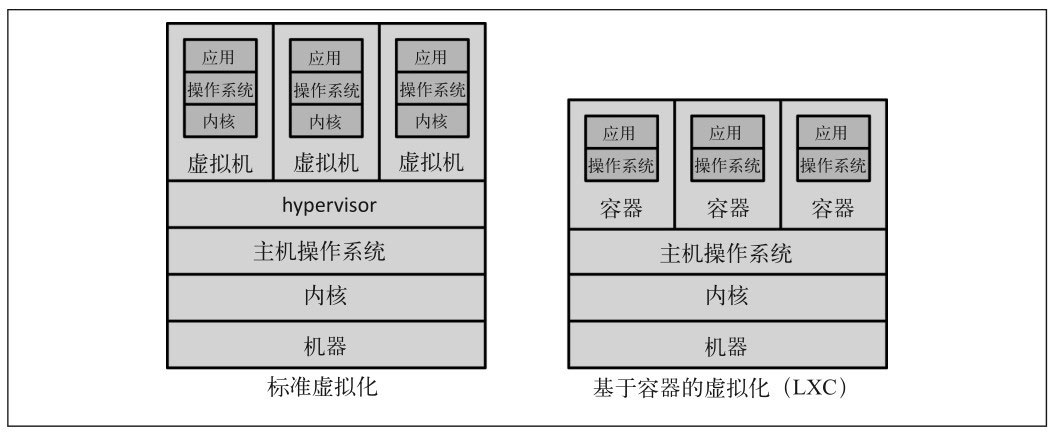 应用
操作系统
内核
虚拟机
应用
操作系统
内核
虚拟机
应用
操作系统
内核
虚拟机
hypervisor
主机操作系统
内核
机器
标准虚拟化
应用
操作系统
容器
应用
操作系统
容器
应用
操作系统
容器
主机操作系统
内核
机器
基于容器的虚拟化（LXC）